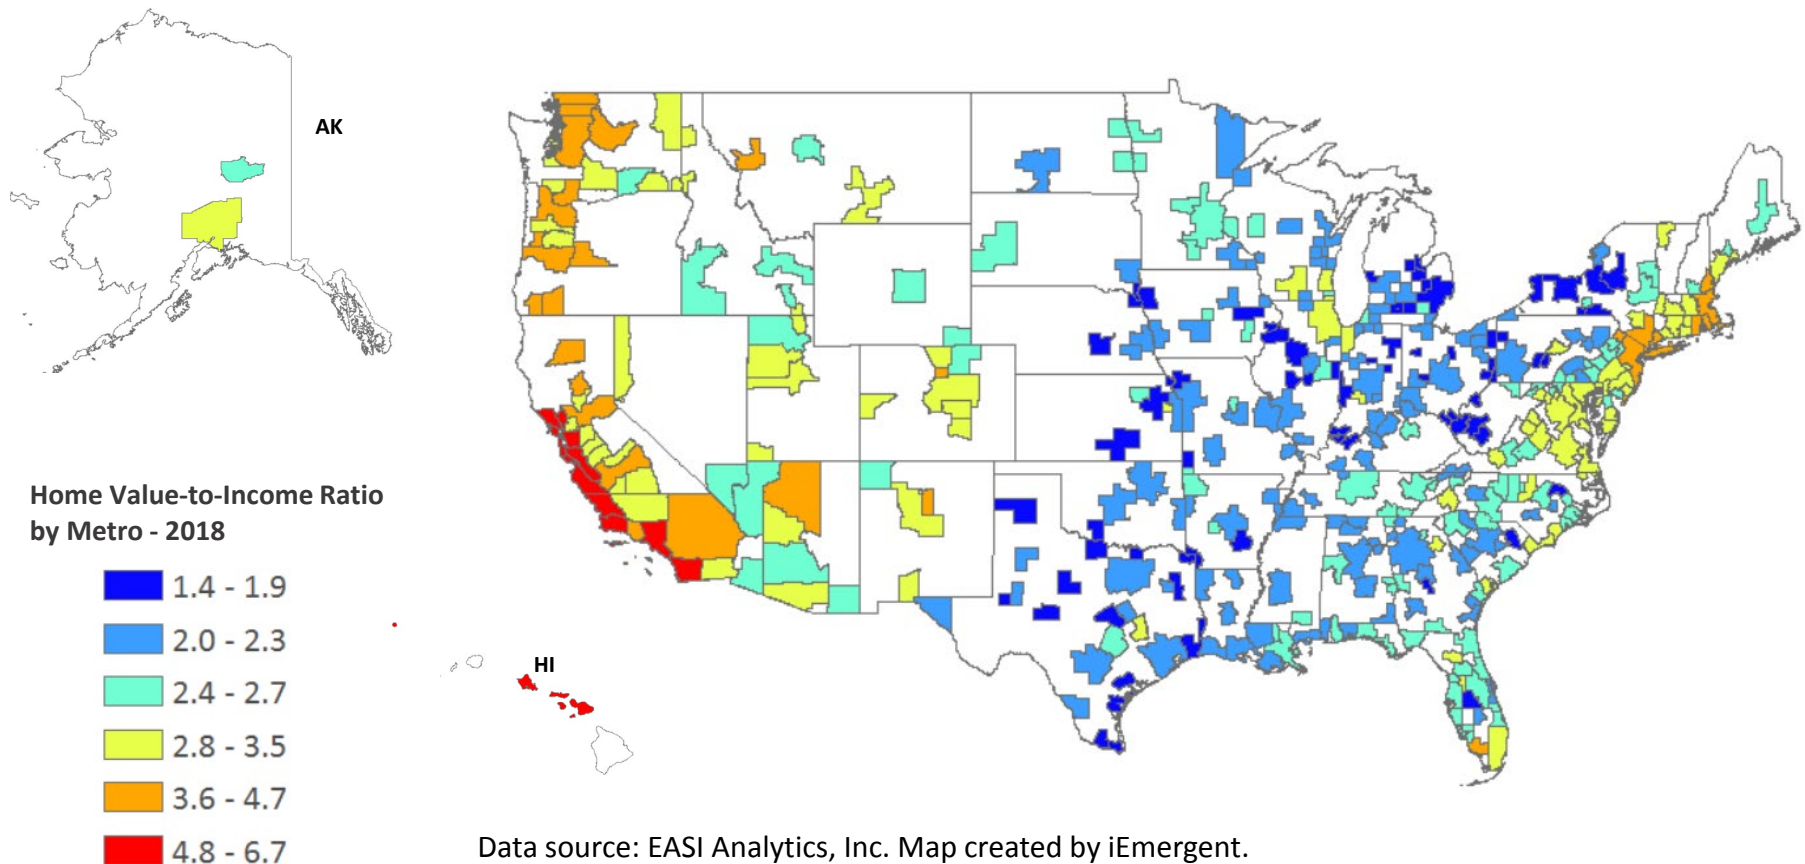 AK
Home Value-to-Income Ratio
by Metro - 2018
1.4 - 1.9
2.0 - 2.3
2.4 - 2.7
2.8 - 3.5
3.6 - 4.7
4.8 - 6.7
HI
Data source: EASI Analytics, Inc. Map created by iEmergent.